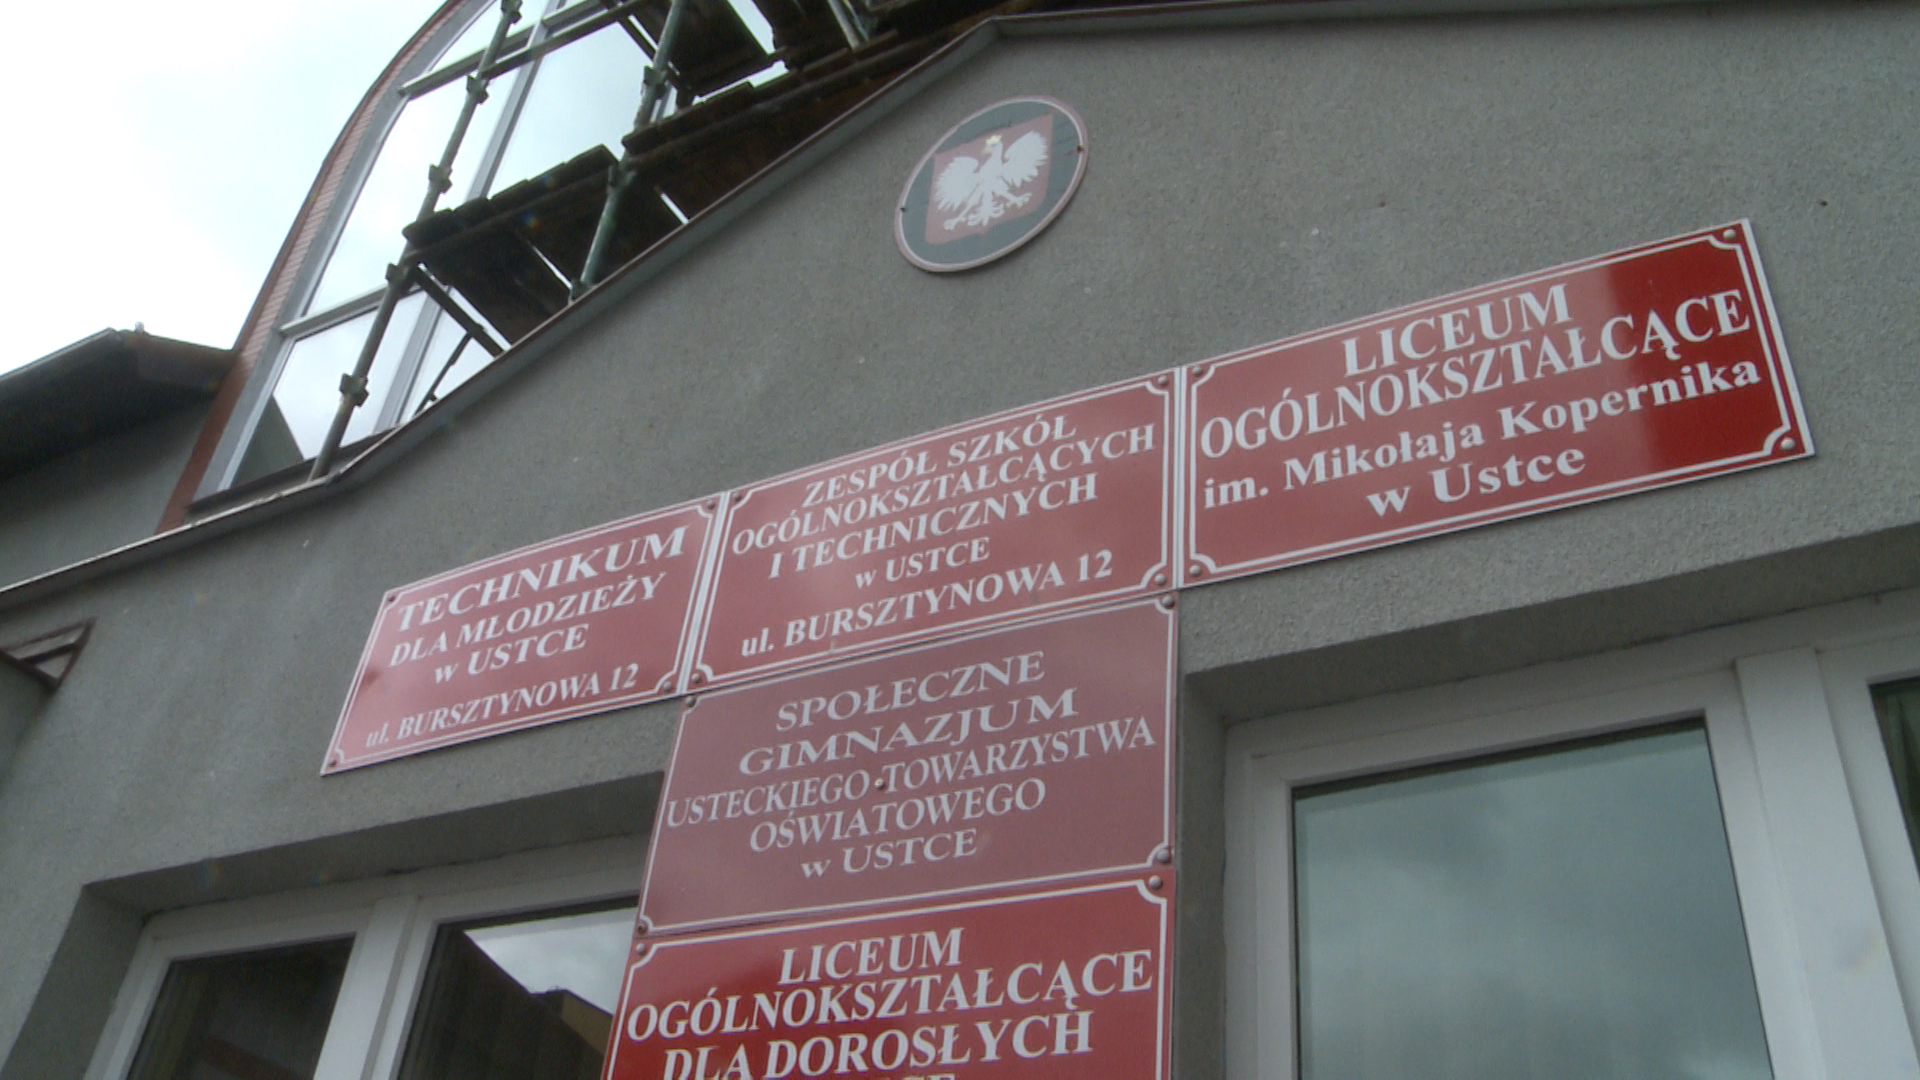 TECHNIKUM
DLA MŁODZIEŻY
w USTCE
ul. BURSZTYNOWA 12
ZESPÓŁ SZKÓŁ
OGÓLNOKSZTAŁCĄCYCH
I TECHNICZNYCH
w USTCE
ul. BURSZTYNOWA 12
LICEUM
OGÓLNOKSZTAŁCĄCE
im. Mikołaja Kopernika
w Ustce
SPOŁECZNE
GIMNAZJUM
USTECKIEGO TOWARZYSTWA
OŚWIATOWEGO
w USTCE
LICEUM
OGÓLNOKSZTAŁCĄCE
DLA DOROSŁYCH